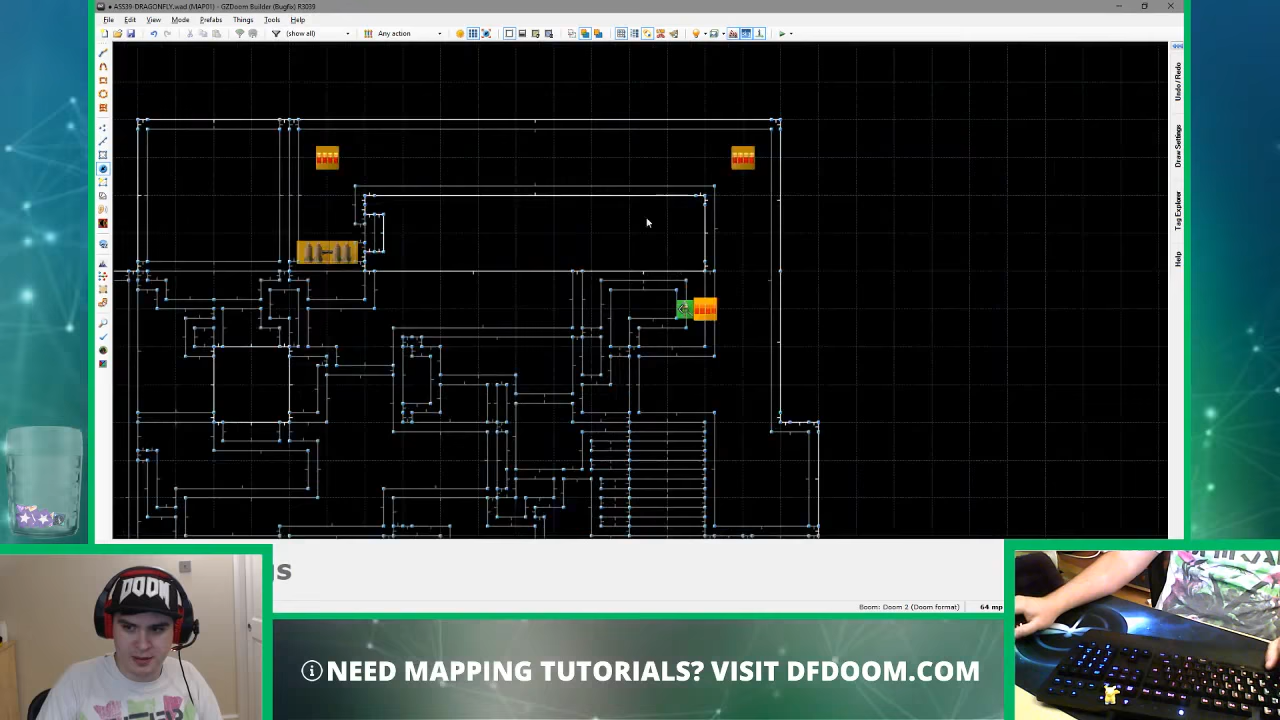 • ASS39-DRAGONFLY.wad (MAP01) - GZDoom Builder (Bugfix) R3039
File Edit View Mode Prefabs Things Tools Help
(show all) Any action
Undo / Redo
Draw Settings
Tag Explorer
Help
gs
Boom: Doom 2 (Doom format) 64 mp
DOOM
NEED MAPPING TUTORIALS? VISIT DFDOOM.COM